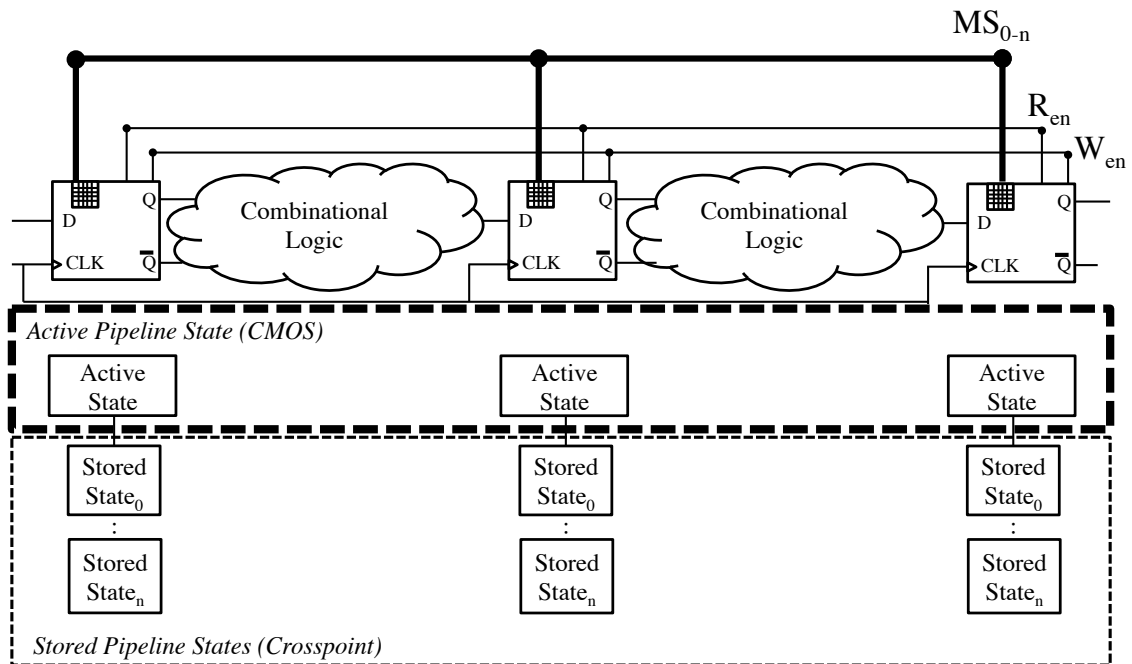 MS0-n
Ren
Wen
D
Q
CLK
Q
Combinational
Logic
D
Q
CLK
Q
Combinational
Logic
D
Q
CLK
Q
Active Pipeline State (CMOS)
Active
State
Active
State
Active
State
Stored
State0
Stored
State0
Stored
State0
:
:
:
Stored
Staten
Stored
Staten
Stored
Staten
Stored Pipeline States (Crosspoint)